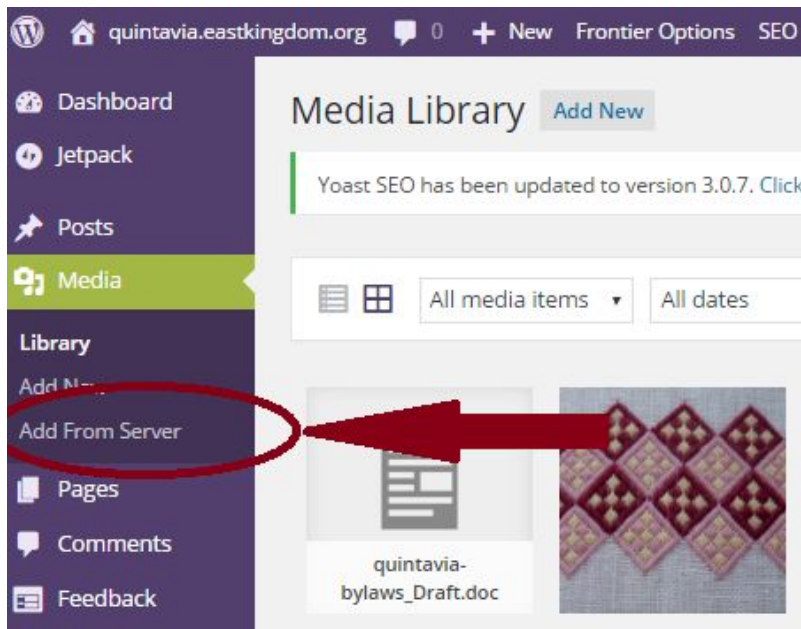 quintavia.eastkingdom.org 0 + New Frontier Options SEO
Dashboard
Jetpack
Posts
Media
Library
Add New
Add From Server
Pages
Comments
Feedback
Media Library Add New
Yoast SEO has been updated to version 3.0.7. Click
All media items All dates
quintavia-
bylaws_Draft.doc